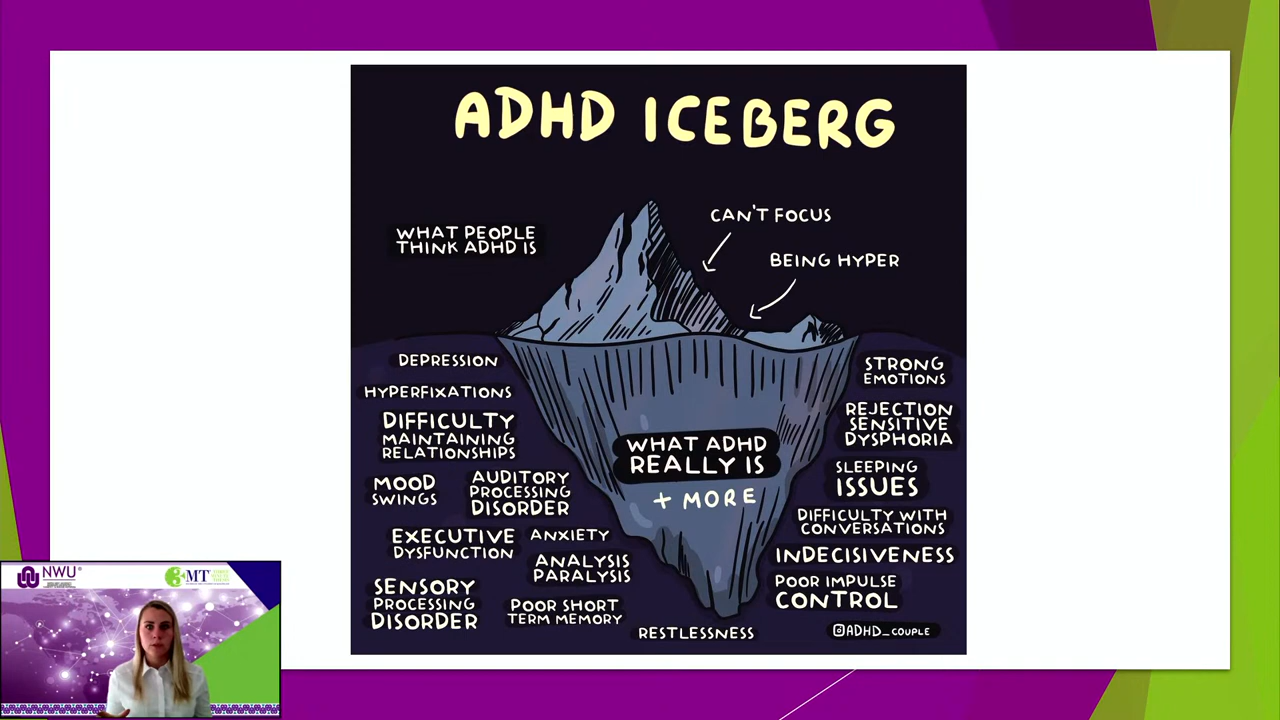 ADHD ICEBERG
WHAT PEOPLE
THINK ADHD IS
CAN'T FOCUS
BEING HYPER
DEPRESSION
HYPERFIXATIONS
DIFFICULTY
MAINTAINING
RELATIONSHIPS
MOOD
SWINGS
AUDITORY
PROCESSING
DISORDER
EXECUTIVE
DYSFUNCTION
ANXIETY
ANALYSIS
PARALYSIS
SENSORY
PROCESSING
DISORDER
POOR SHORT
TERM MEMORY
RESTLESSNESS
WHAT ADHD
REALLY IS
+ MORE
STRONG
EMOTIONS
REJECTION
SENSITIVE
DYSPHORIA
SLEEPING
ISSUES
DIFFICULTY WITH
CONVERSATIONS
INDECISIVENESS
POOR IMPULSE
CONTROL
@ADHD_COUPLE
NWU®
3MT